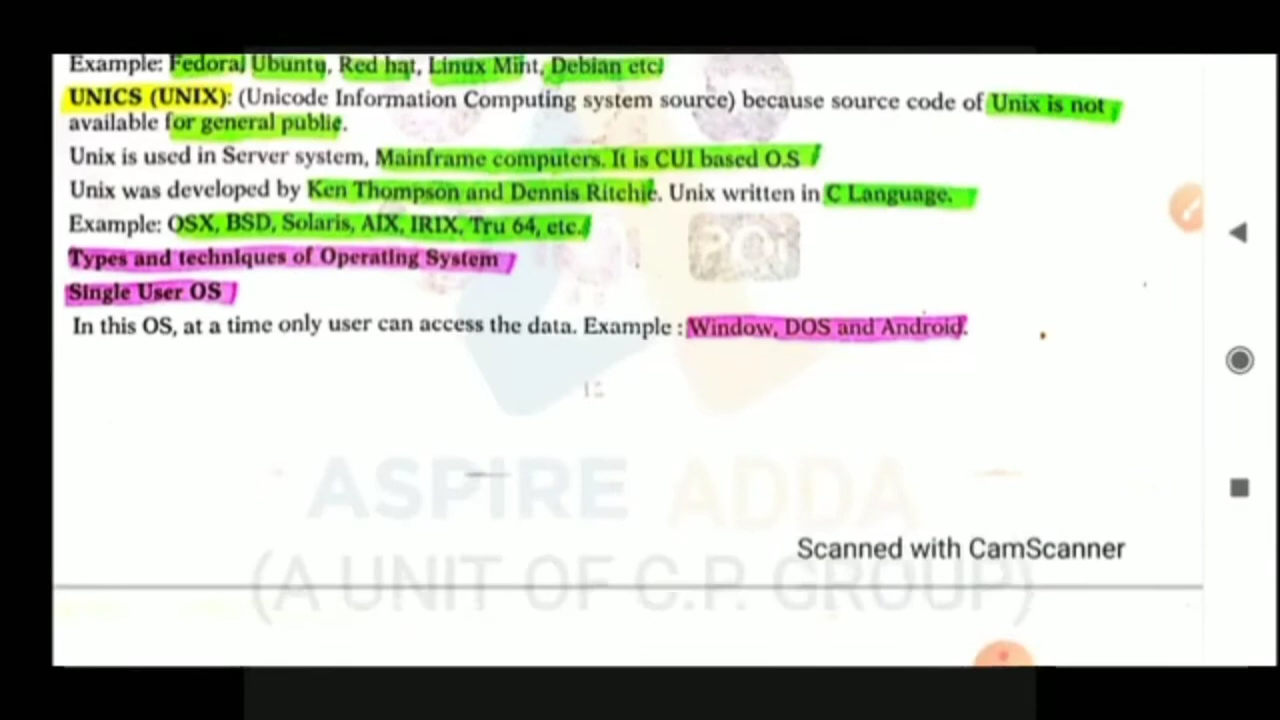 Example: Fedoral Ubuntu, Red hat, Linux Mint, Debian etc.
UNICS (UNIX): (Unicode Information Computing system source) because source code of Unix is not
available for general public.
Unix is used in Server system, Mainframe computers. It is CUI based O.S
Unix was developed by Ken Thompson and Dennis Ritchie. Unix written in C Language.
Example: OSX, BSD, Solaris, AIX, IRIX, Tru 64, etc.
POi
Types and techniques of Operating System
Single User OS
In this OS, at a time only user can access the data. Example : Window, DOS and Android.
ASPIRE ADDA
Scanned with CamScanner
(A UNIT OF C.P. GROUP)